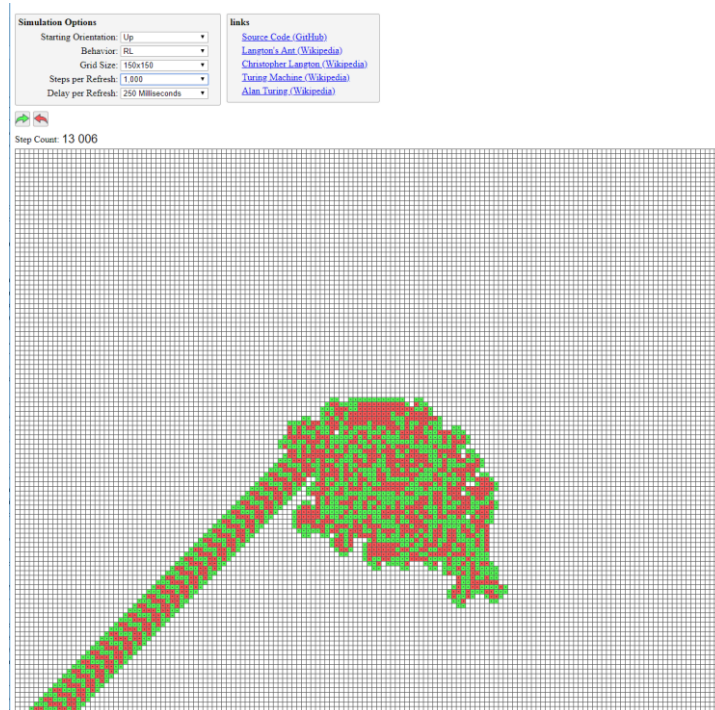 Simulation Options
Starting Orientation: Up
Behavior: RL
Grid Size: 150x150
Steps per Refresh: 1,000
Delay per Refresh: 250 Milliseconds
links
Source Code (GitHub)
Langton's Ant (Wikipedia)
Christopher Langton (Wikipedia)
Turing Machine (Wikipedia)
Alan Turing (Wikipedia)
Step Count: 13 006